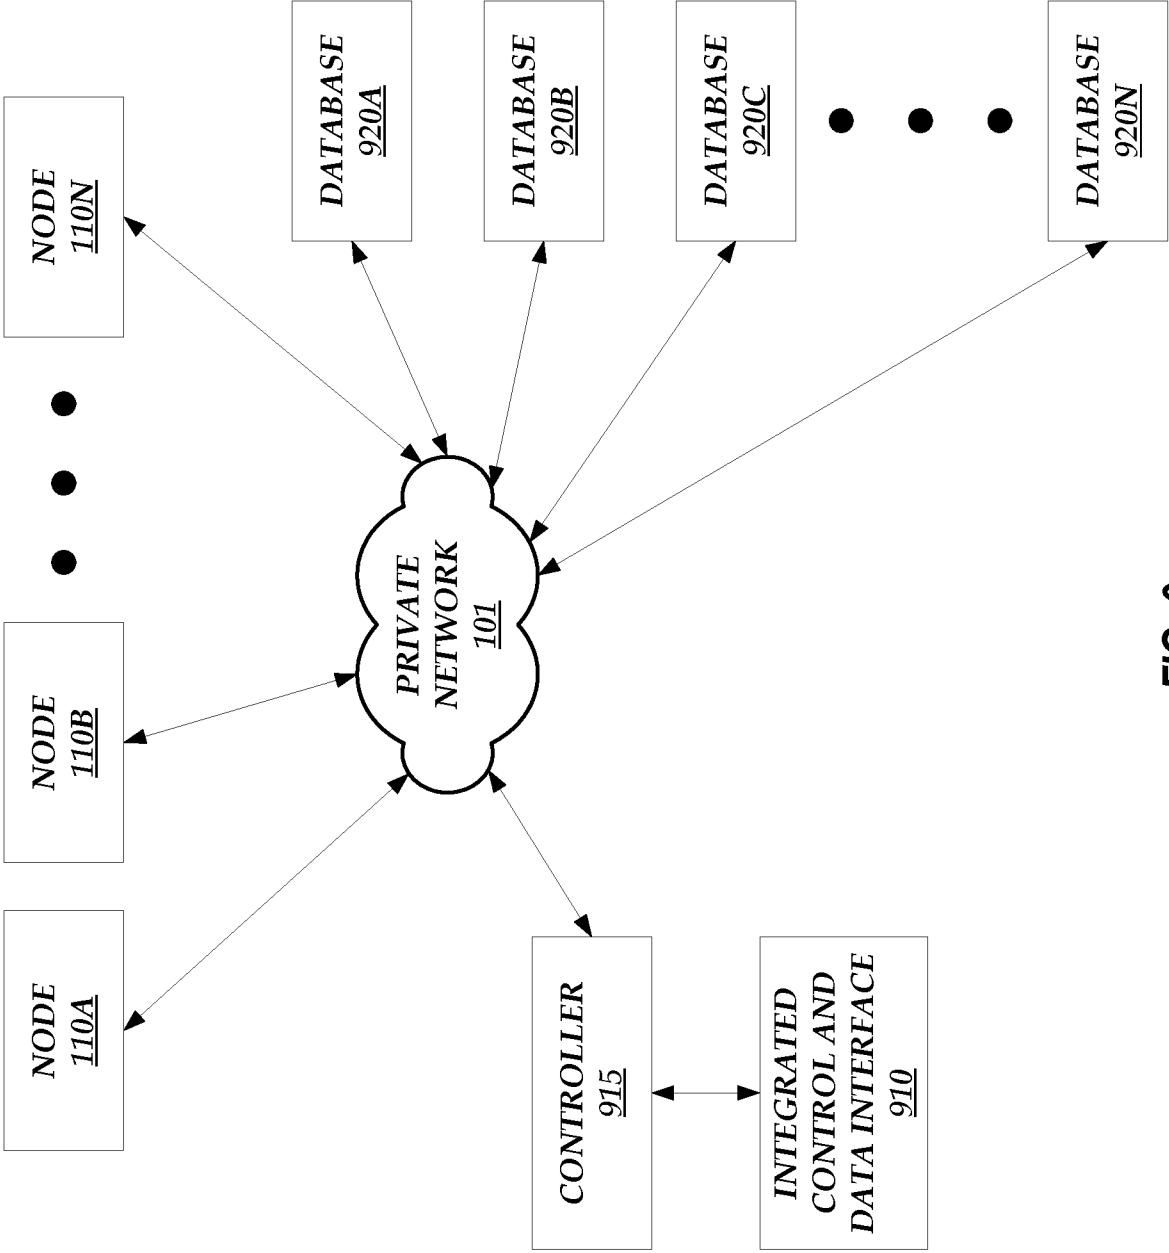 NODE
110A
NODE
110B
NODE
110N
DATABASE
920A
PRIVATE
NETWORK
101
DATABASE
920B
CONTROLLER
915
DATABASE
920C
INTEGRATED
CONTROL AND
DATA INTERFACE
910
DATABASE
920N
FIG.